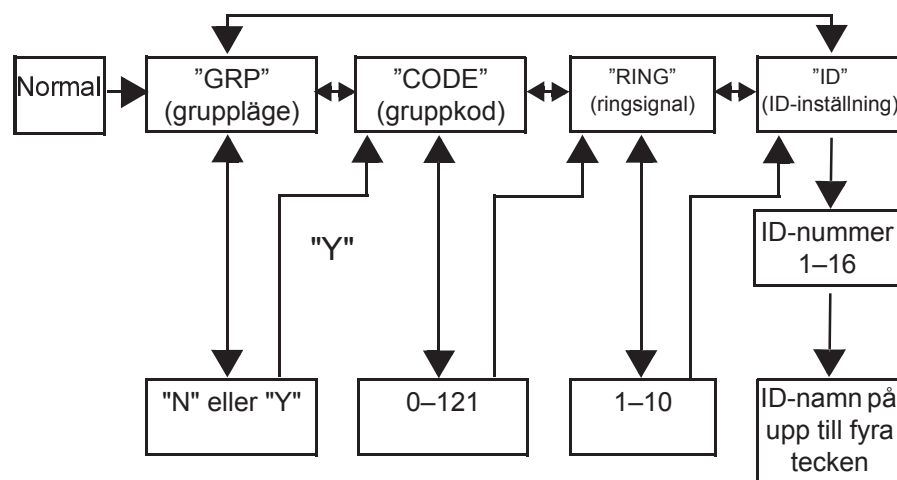 Normal
"GRP"
(gruppläge)
"CODE"
(gruppkod)
"RING"
(ringsignal)
"ID"
(ID-inställning)
"Y"
ID-nummer
1–16
"N" eller "Y"
0–121
1–10
ID-namn på
upp till fyra
tecken